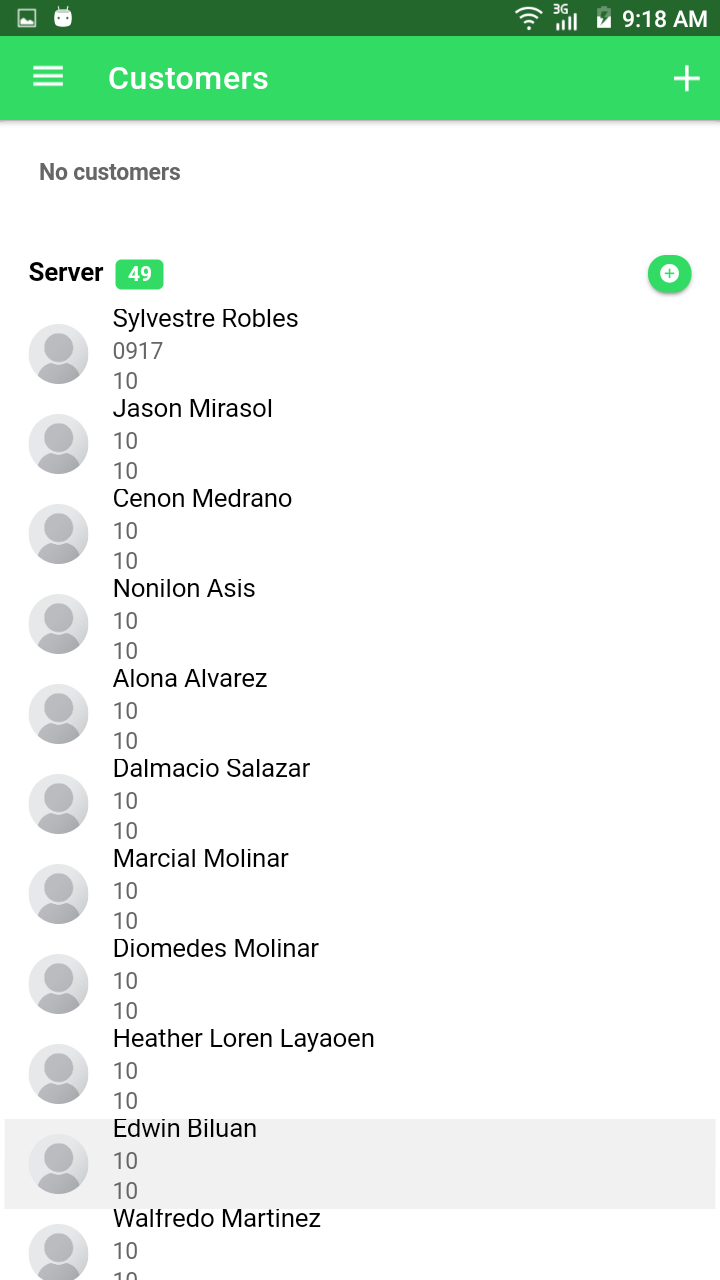 3G 9:18 AM
Customers
No customers
Server 49
Sylvestre Robles
0917
10
Jason Mirasol
10
10
Cenon Medrano
10
10
Nonilon Asis
10
10
Alona Alvarez
10
10
Dalmacio Salazar
10
10
Marcial Molinar
10
10
Diomedes Molinar
10
10
Heather Loren Layaoen
10
10
Edwin Biluan
10
10
Walfredo Martinez
10
10